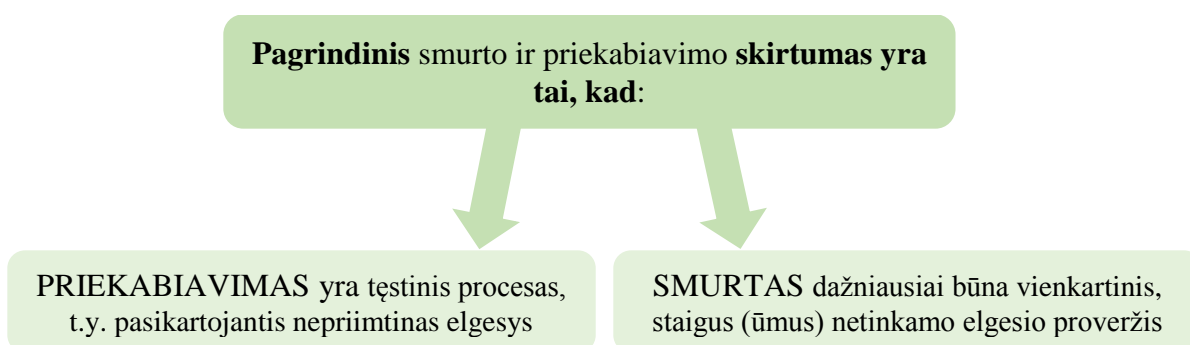 Pagrindinis smurto ir priekabiavimo skirtumas yra
tai, kad:
PRIEKABIAVIMAS yra tęstinis procesas,
t.y. pasikartojantis nepriimtinas elgesys
SMURTAS dažniausiai būna vienkartinis,
staigus (ūmus) netinkamo elgesio proveržis